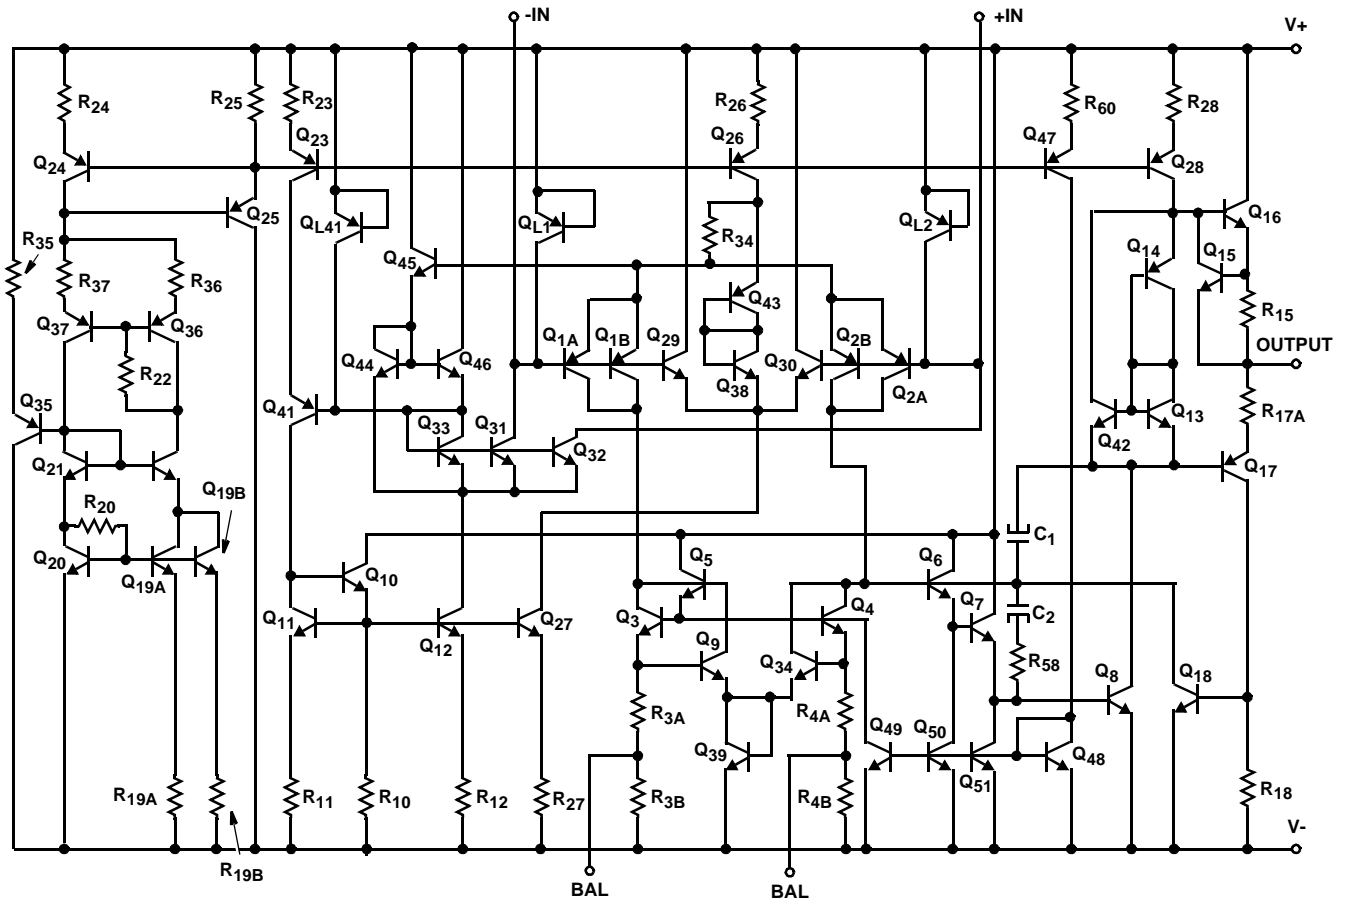 -IN +IN
V+
R24 R25 R23 R26 R60 R28
Q23
Q24 Q26 Q47 Q28
Q25 QL41 QL1 QL2 Q16
R35 R34 Q14 Q15
Q45
R37 R36 Q43 R15
Q37 Q36 Q1A Q1B Q29 Q30 Q2B OUTPUT
R22 Q44 Q46 Q38 Q2A
Q35 Q41 Q33 Q31 Q13 R17A
Q21 Q32 Q42 Q17
Q19B
R20 C1
Q20 Q19A Q10 Q5 Q6
Q11 Q12 Q27 Q3 Q4 Q7 C2
Q9 Q34 R58 Q8 Q18
R3A R4A
Q39 Q49 Q50 Q48
Q51
R19A R11 R10 R12 R27 R3B R4B R18
V-
R19B
BAL BAL